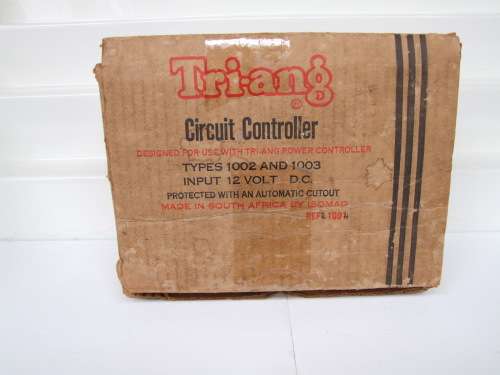 Tri-ang
®
Circuit Controller
DESIGNED FOR USE WITH TRI-ANG POWER CONTROLLER
TYPES 1002 AND 1003
INPUT 12 VOLT D.C.
PROTECTED WITH AN AUTOMATIC CUTOUT
MADE IN SOUTH AFRICA BY
REF